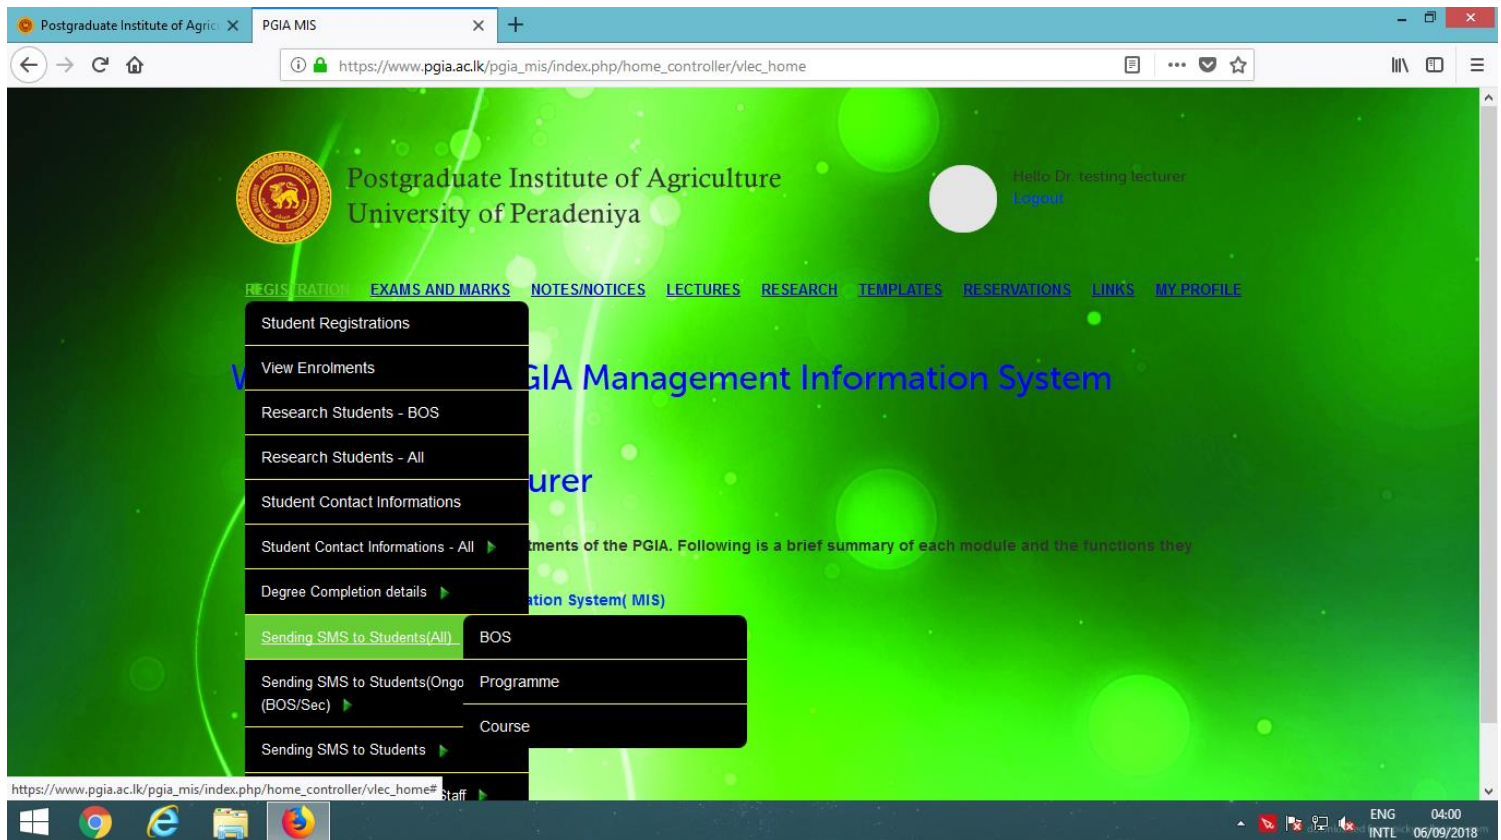 Postgraduate Institute of Agric
PGIA MIS
https://www.pgia.ac.lk/pgia_mis/index.php/home_controller/vlec_home
Postgraduate Institute of Agriculture
University of Peradeniya
Hello Dr. testing lecturer
Logout
REGISTRATION EXAMS AND MARKS NOTES/NOTICES LECTURES RESEARCH TEMPLATES RESERVATIONS LINKS MY PROFILE
Student Registrations
View Enrolments
GIA Management Information System
Research Students - BOS
Research Students - All
urer
Student Contact Informations
Student Contact Informations - All
tments of the PGIA. Following is a brief summary of each module and the functions they
Degree Completion details
ation System( MIS)
Sending SMS to Students(All)
BOS
Sending SMS to Students(Ongo
(BOS/Sec)
Programme
Course
Sending SMS to Students
Staff
https://www.pgia.ac.lk/pgia_mis/index.php/home_controller/vlec_home#
ENG 04:00
INTL 06/09/2018